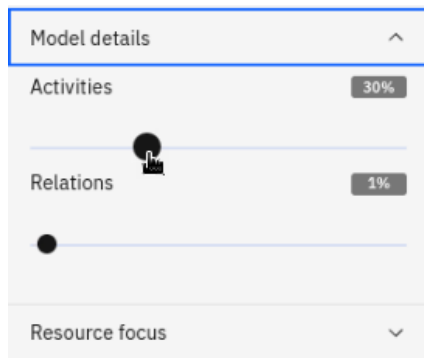 Model details
Activities 30%
Relations 1%
Resource focus